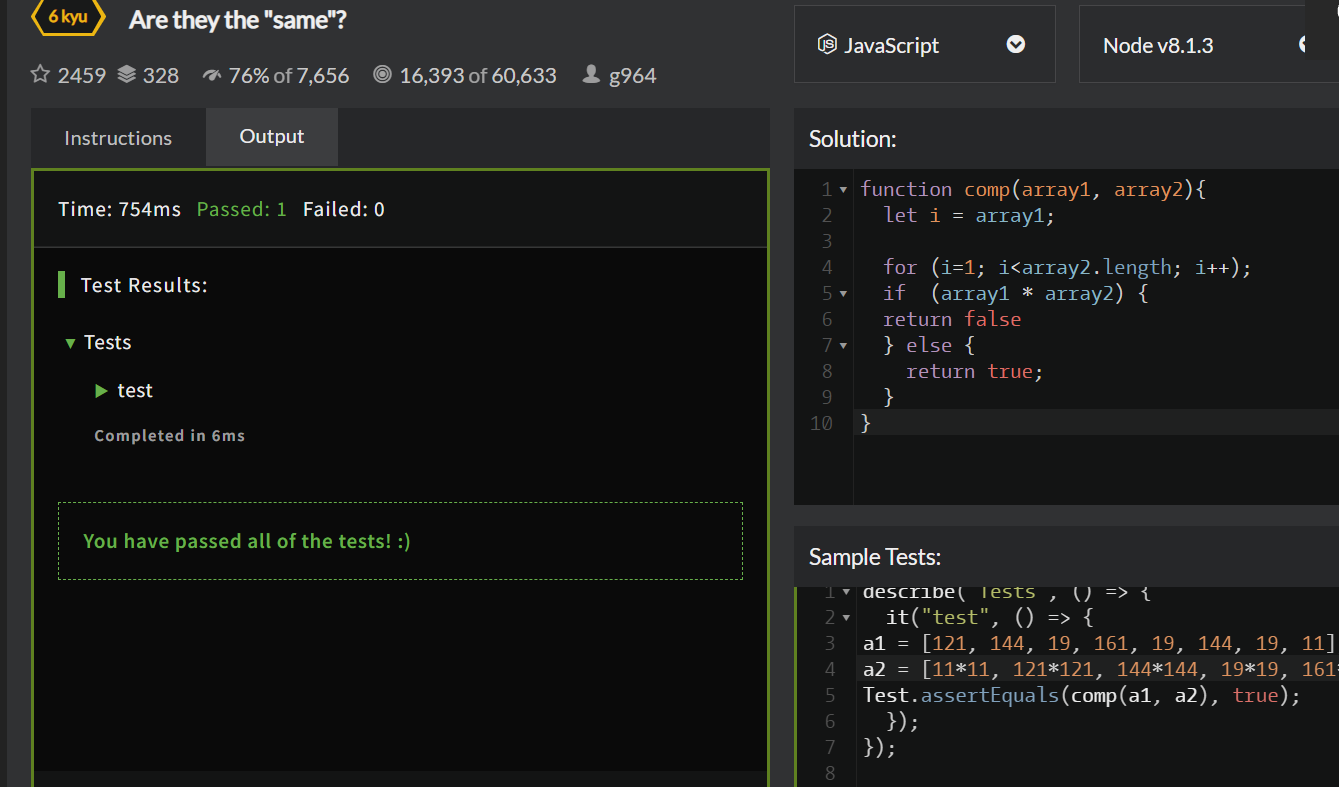 6 kyu
Are they the "same"?
2459 328 76% of 7,656 16,393 of 60,633 g964
JavaScript
Node v8.1.3
Instructions
Output
Time: 754ms Passed: 1 Failed: 0
Test Results:
Tests
test
Completed in 6ms
You have passed all of the tests! :)
Solution:
1 function comp(array1, array2){
2 let i = array1;
3
4 for (i=1; i<array2.length; i++);
5 if  (array1 * array2) {
6 return false
7 } else {
8 return true;
9 }
10 }
Sample Tests:
1 describe("Tests", () => {
2 it("test", () => {
3 a1 = [121, 144, 19, 161, 19, 144, 19, 11]
4 a2 = [11*11, 121*121, 144*144, 19*19, 161*
5 Test.assertEquals(comp(a1, a2), true);
6 });
7 });
8